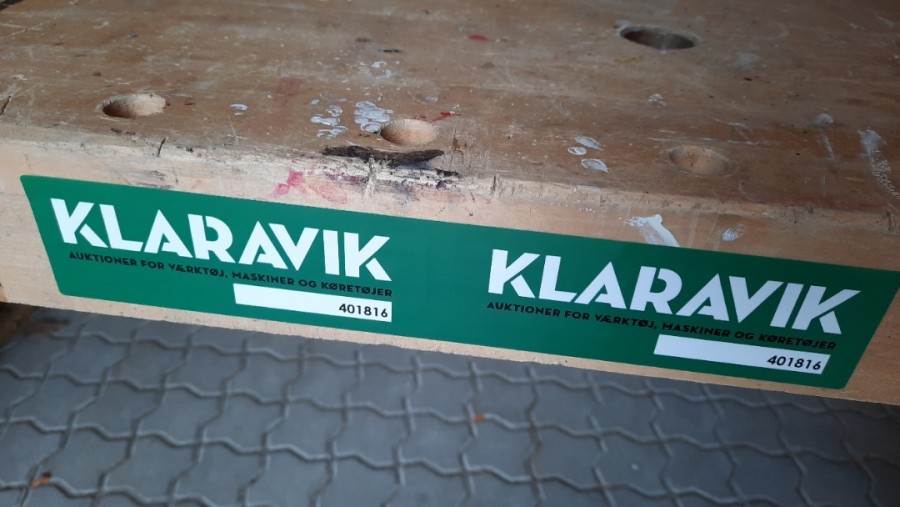 KLARAVIK
AUKTIONER FOR VÆRKTØJ, MASKINER OG KØRETØJER
401816
KLARAVIK
AUKTIONER FOR VÆRKTØJ, MASKINER OG KØRETØJER
401816